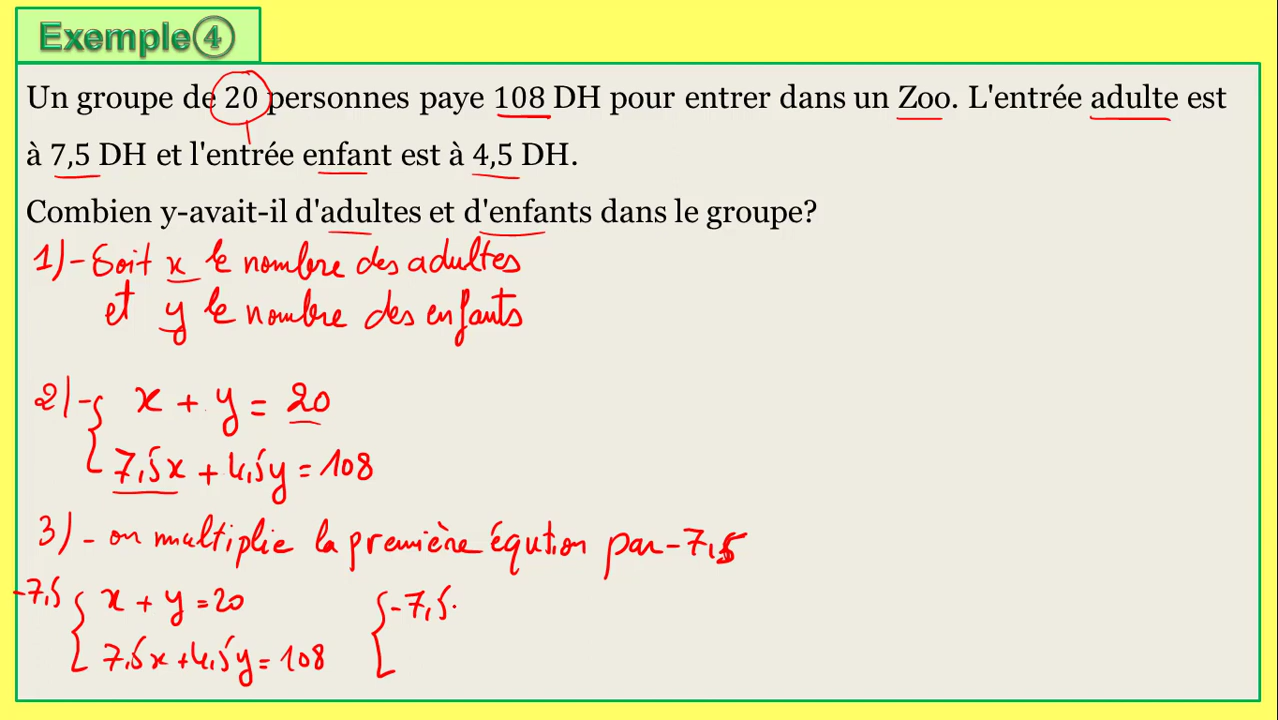 Exemple④
Un groupe de 20 personnes paye 108 DH pour entrer dans un Zoo. L'entrée adulte est
à 7,5 DH et l'entrée enfant est à 4,5 DH.
Combien y-avait-il d'adultes et d'enfants dans le groupe?
1)- Soit x le nombre des adultes
et y le nombre des enfants
2)- { x + y = 20
7,5x + 4,5y = 108
3)- on multiplie la première éqution par -7,5
-7,5 { x + y = 20 { -7,5.
7,5x + 4,5y = 108